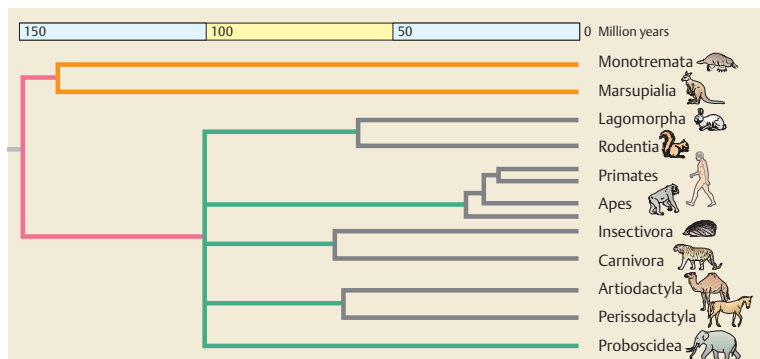 150
100
50
0 Million years
Monotremata
Marsupialia
Lagomorpha
Rodentia
Primates
Apes
Insectivora
Carnivora
Artiodactyla
Perissodactyla
Proboscidea